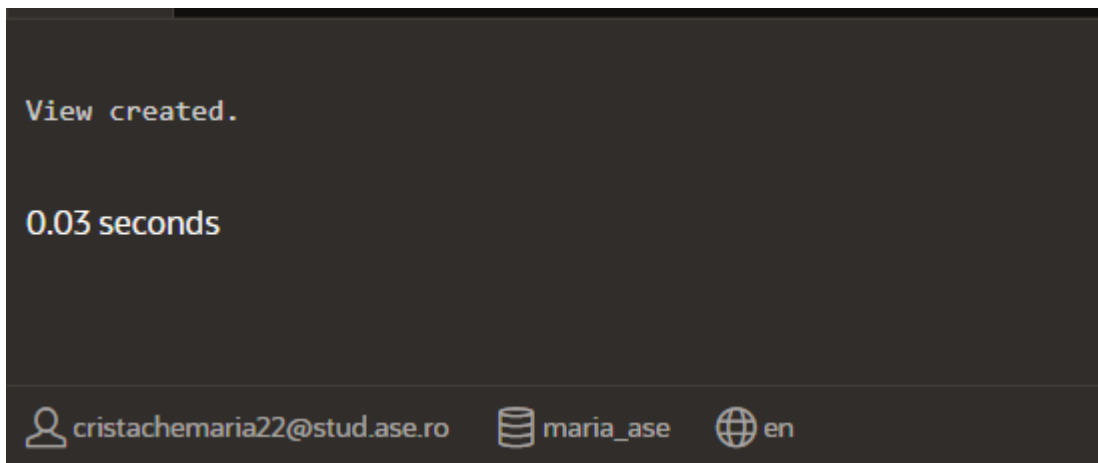 View created.
0.03 seconds
cristachemaria22@stud.ase.ro maria_ase en